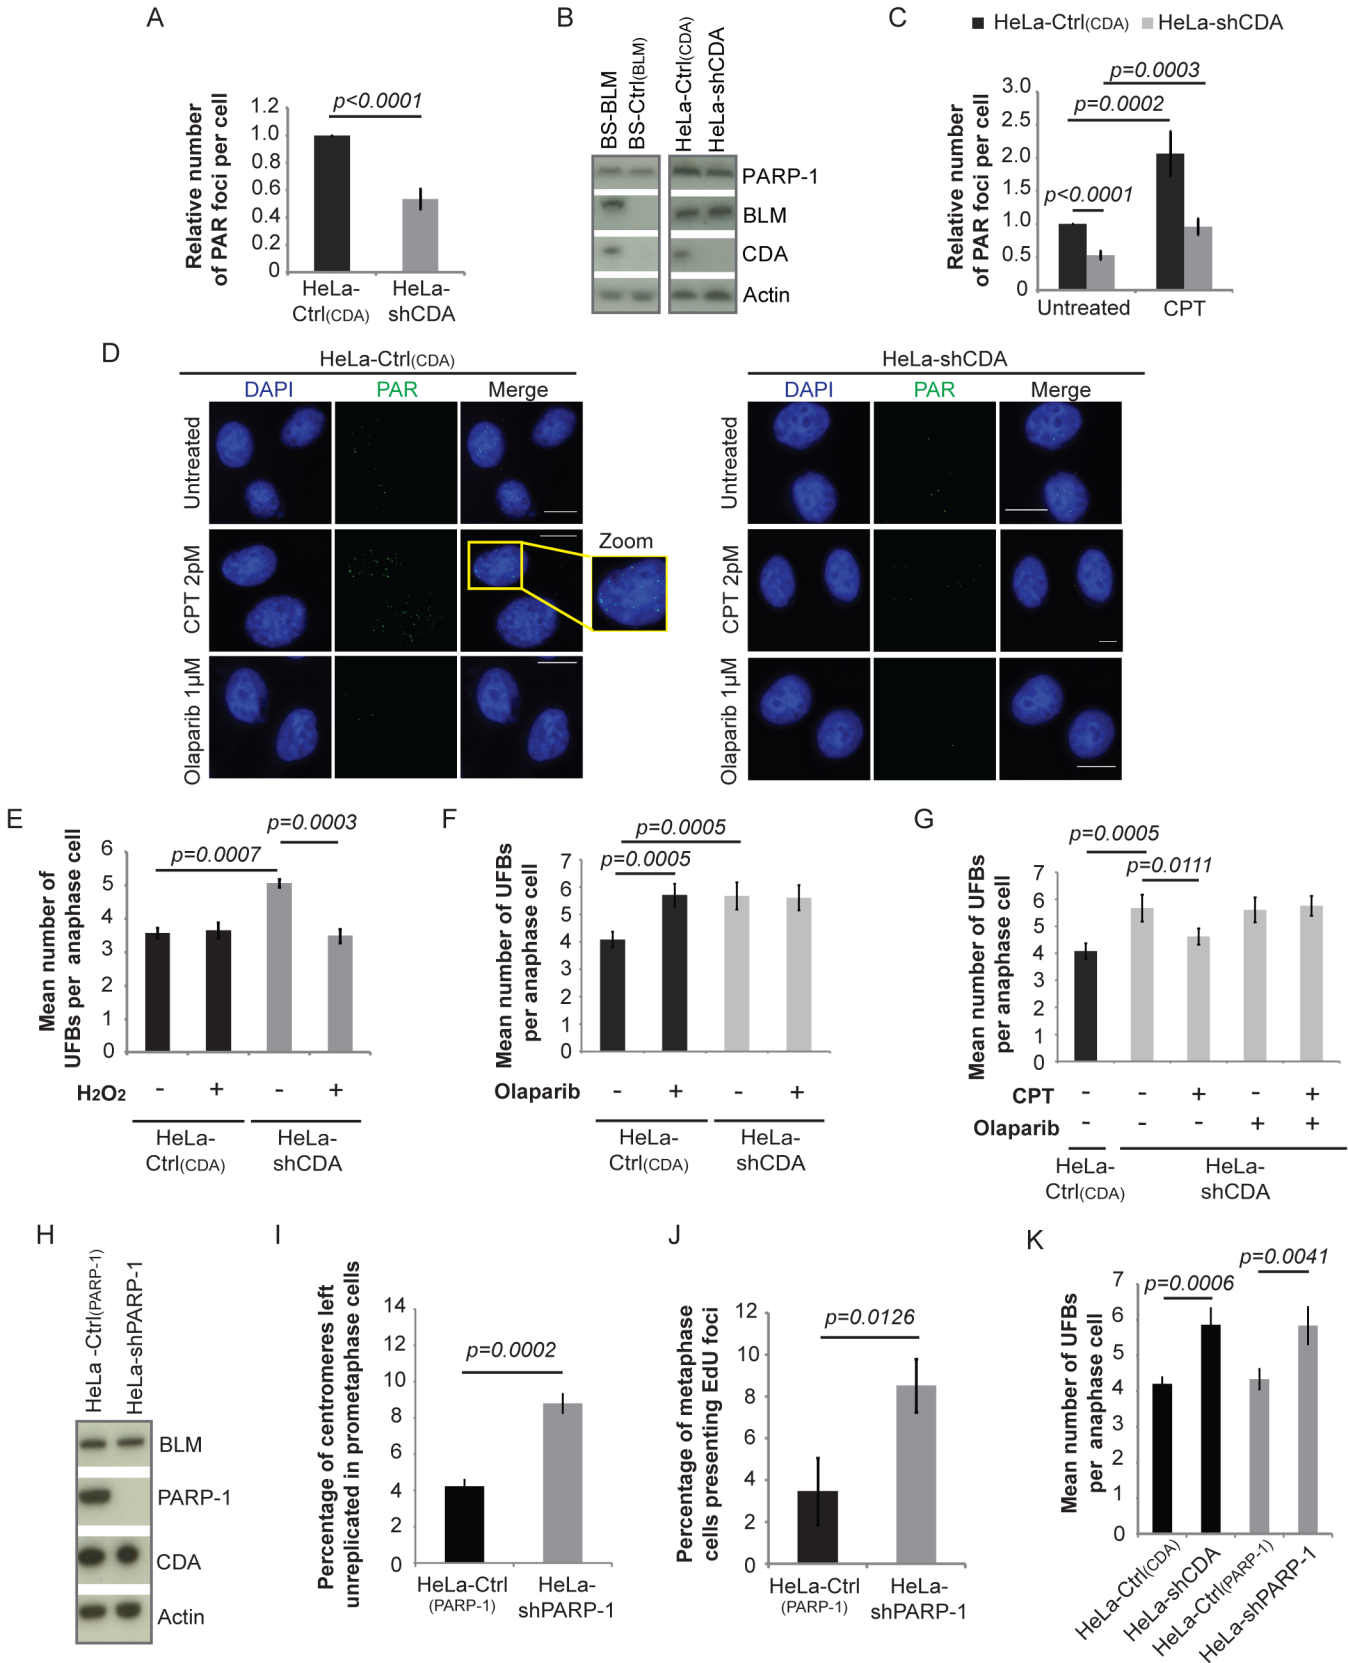 A
Relative number
of PAR foci per cell
1.2
1.0
0.8
0.6
0.4
0.2
0
p<0.0001
HeLa-
Ctrl(CDA)
HeLa-
shCDA
B
BS-BLM
BS-Ctrl(BLM)
HeLa-Ctrl(CDA)
HeLa-shCDA
PARP-1
BLM
CDA
Actin
C
HeLa-Ctrl(CDA)
HeLa-shCDA
Relative number
of PAR foci per cell
3.0
2.5
2.0
1.5
1.0
0.5
0
p=0.0003
p=0.0002
p<0.0001
Untreated
CPT
D
HeLa-Ctrl(CDA)
DAPI
PAR
Merge
Untreated
CPT 2pM
Olaparib 1µM
Zoom
HeLa-shCDA
DAPI
PAR
Merge
Untreated
CPT 2pM
Olaparib 1µM
E
Mean number of
UFBs per anaphase cell
6
5
4
3
2
1
0
p=0.0007
p=0.0003
H2O2
- + - +
HeLa-
Ctrl(CDA)
HeLa-
shCDA
F
Mean number of UFBs
per anaphase cell
7
6
5
4
3
2
1
0
p=0.0005
p=0.0005
Olaparib
- + - +
HeLa-
Ctrl(CDA)
HeLa-
shCDA
G
Mean number of UFBs
per anaphase cell
7
6
5
4
3
2
1
0
p=0.0005
p=0.0111
CPT
- - + - +
Olaparib
- - - + +
HeLa-
Ctrl(CDA)
HeLa-
shCDA
H
HeLa -Ctrl(PARP-1)
HeLa-shPARP-1
BLM
PARP-1
CDA
Actin
I
Percentage of centromeres left
unreplicated in prometaphase cells
14
12
10
8
6
4
2
0
p=0.0002
HeLa-Ctrl
(PARP-1)
HeLa-
shPARP-1
J
Percentage of metaphase
cells presenting EdU foci
12
10
8
6
4
2
0
p=0.0126
HeLa-Ctrl
(PARP-1)
HeLa-
shPARP-1
K
Mean number of UFBs
per anaphase cell
7
6
5
4
3
2
1
0
p=0.0006
p=0.0041
HeLa-Ctrl(CDA)
HeLa-shCDA
HeLa-Ctrl(PARP-1)
HeLa-shPARP-1